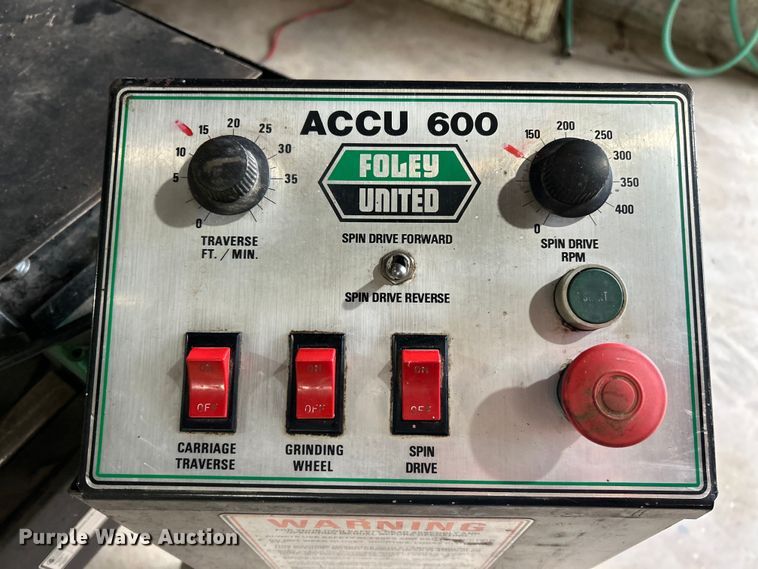 ACCU 600
FOLEY
UNITED
0 5 10 15 20 25 30 35
TRAVERSE
FT. / MIN.
0 150 200 250 300 350 400
SPIN DRIVE
RPM
SPIN DRIVE FORWARD
SPIN DRIVE REVERSE
START
ON
OFF
CARRIAGE
TRAVERSE
ON
OFF
GRINDING
WHEEL
ON
OFF
SPIN
DRIVE
WARNING
Purple Wave Auction